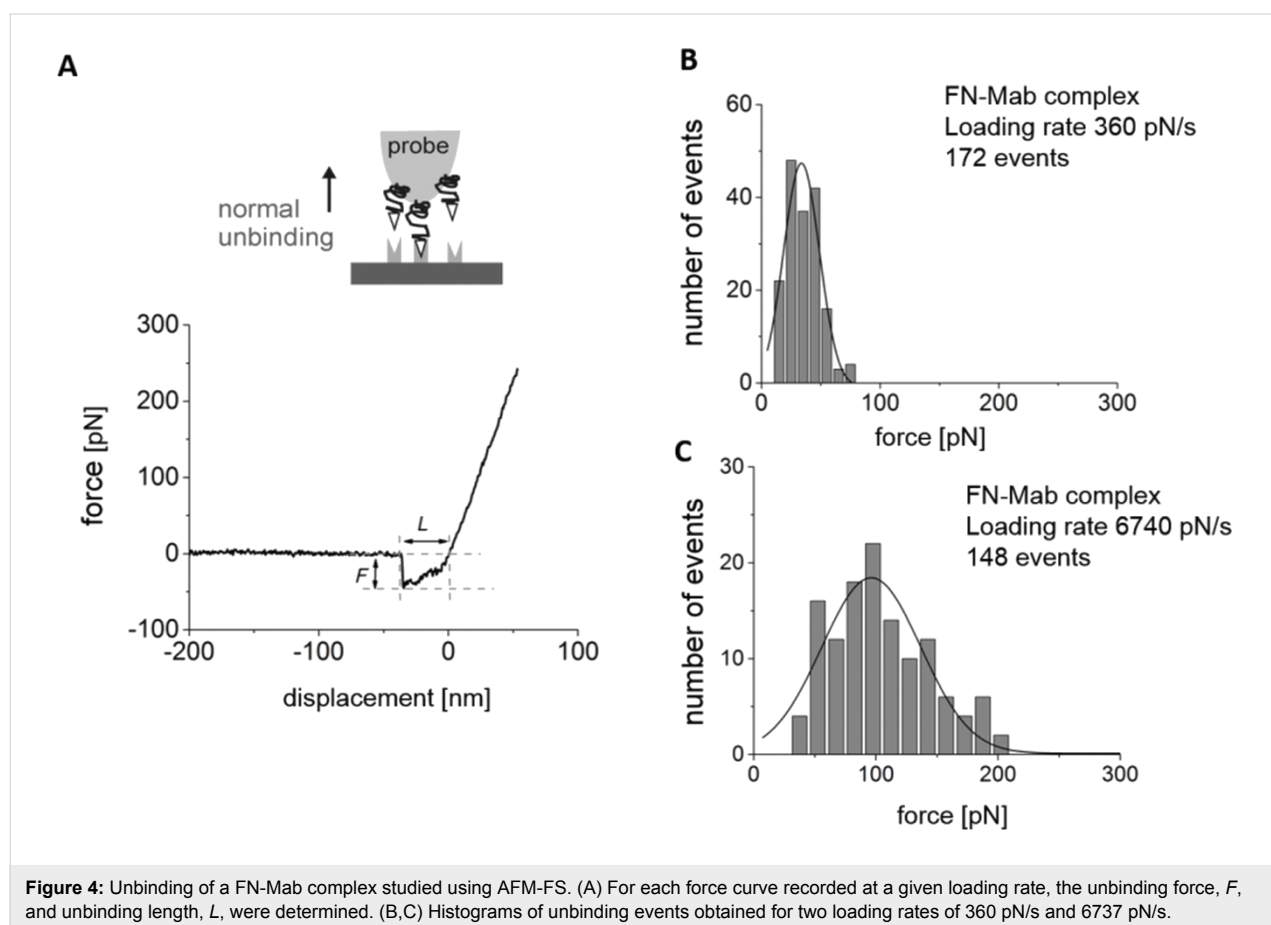 A
probe
normal
unbinding
300
200
100
0
-100
force [pN]
L
F
-200
-100
0
100
displacement [nm]
B
60
40
20
0
number of events
FN-Mab complex
Loading rate 360 pN/s
172 events
0
100
200
300
force [pN]
C
30
20
10
0
number of events
FN-Mab complex
Loading rate 6740 pN/s
148 events
0
100
200
300
force [pN]
Figure 4: Unbinding of a FN-Mab complex studied using AFM-FS. (A) For each force curve recorded at a given loading rate, the unbinding force, F,
and unbinding length, L, were determined. (B,C) Histograms of unbinding events obtained for two loading rates of 360 pN/s and 6737 pN/s.